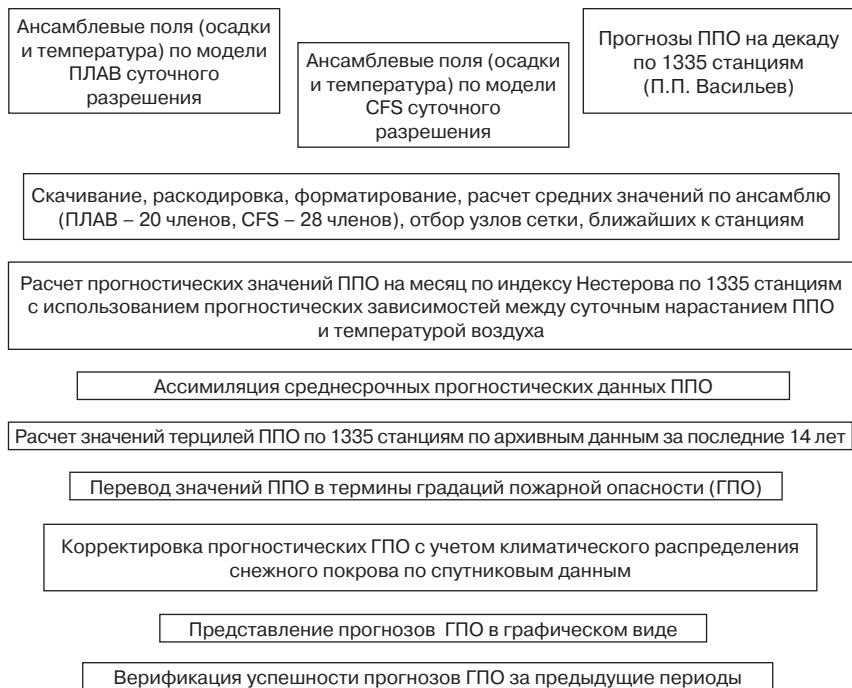 Ансамблевые поля (осадки
и температура) по модели
ПЛАВ суточного
разрешения
Ансамблевые поля (осадки
и температура) по модели
CFS суточного
разрешения
Прогнозы ППО на декаду
по 1335 станциям
(П.П. Васильев)
Скачивание, раскодировка, форматирование, расчет средних значений по ансамблю
(ПЛАВ – 20 членов, CFS – 28 членов), отбор узлов сетки, ближайших к станциям
Расчет прогностических значений ППО на месяц по индексу Нестерова по 1335 станциям
с использованием прогностических зависимостей между суточным нарастанием ППО
и температурой воздуха
Ассимиляция среднесрочных прогностических данных ППО
Расчет значений терцилей ППО по 1335 станциям по архивным данным за последние 14 лет
Перевод значений ППО в термины градаций пожарной опасности (ГПО)
Корректировка прогностических ГПО с учетом климатического распределения
снежного покрова по спутниковым данным
Представление прогнозов ГПО в графическом виде
Верификация успешности прогнозов ГПО за предыдущие периоды